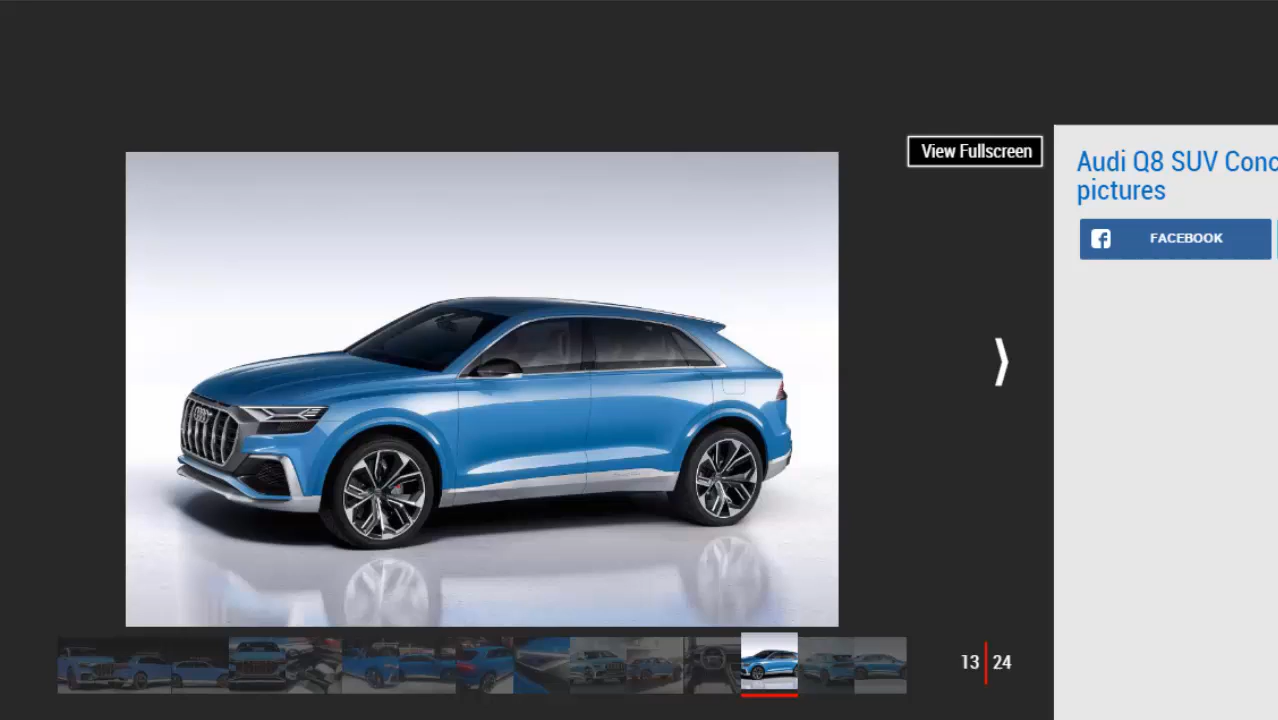 View Fullscreen
Audi Q8 SUV Conc
pictures
FACEBOOK
13 24